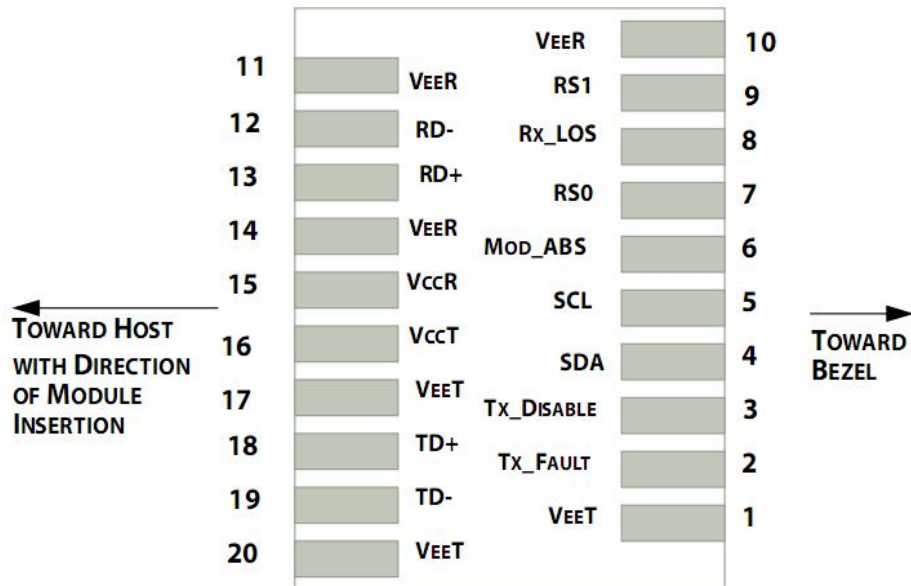 11 VEER
12 RD-
13 RD+
14 VEER
15 VCCR
16 VCCT
17 VEET
18 TD+
19 TD-
20 VEET
VEER 10
RS1 9
RX_LOS 8
RS0 7
MOD_ABS 6
SCL 5
SDA 4
TX_DISABLE 3
TX_FAULT 2
VEET 1
TOWARD HOST
WITH DIRECTION
OF MODULE
INSERTION
TOWARD
BEZEL